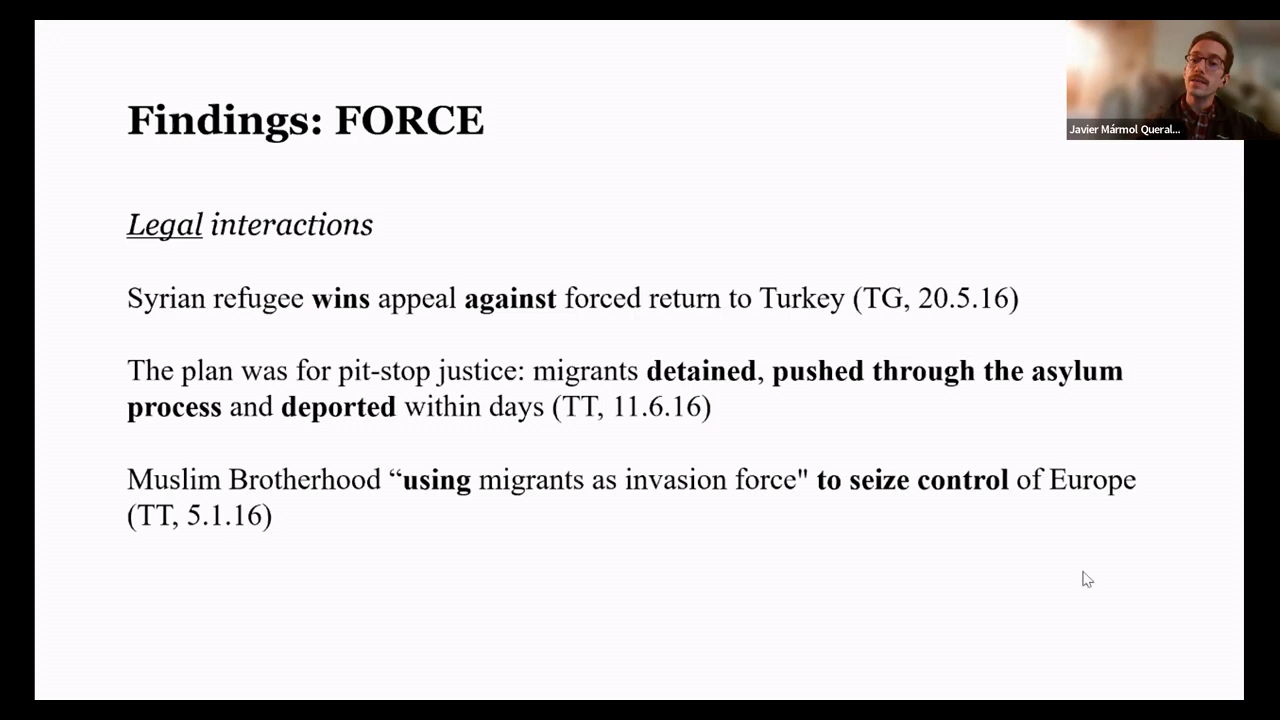 Findings: FORCE
Javier Mármol Queral...
Legal interactions
Syrian refugee wins appeal against forced return to Turkey (TG, 20.5.16)
The plan was for pit-stop justice: migrants detained, pushed through the asylum
process and deported within days (TT, 11.6.16)
Muslim Brotherhood “using migrants as invasion force" to seize control of Europe
(TT, 5.1.16)